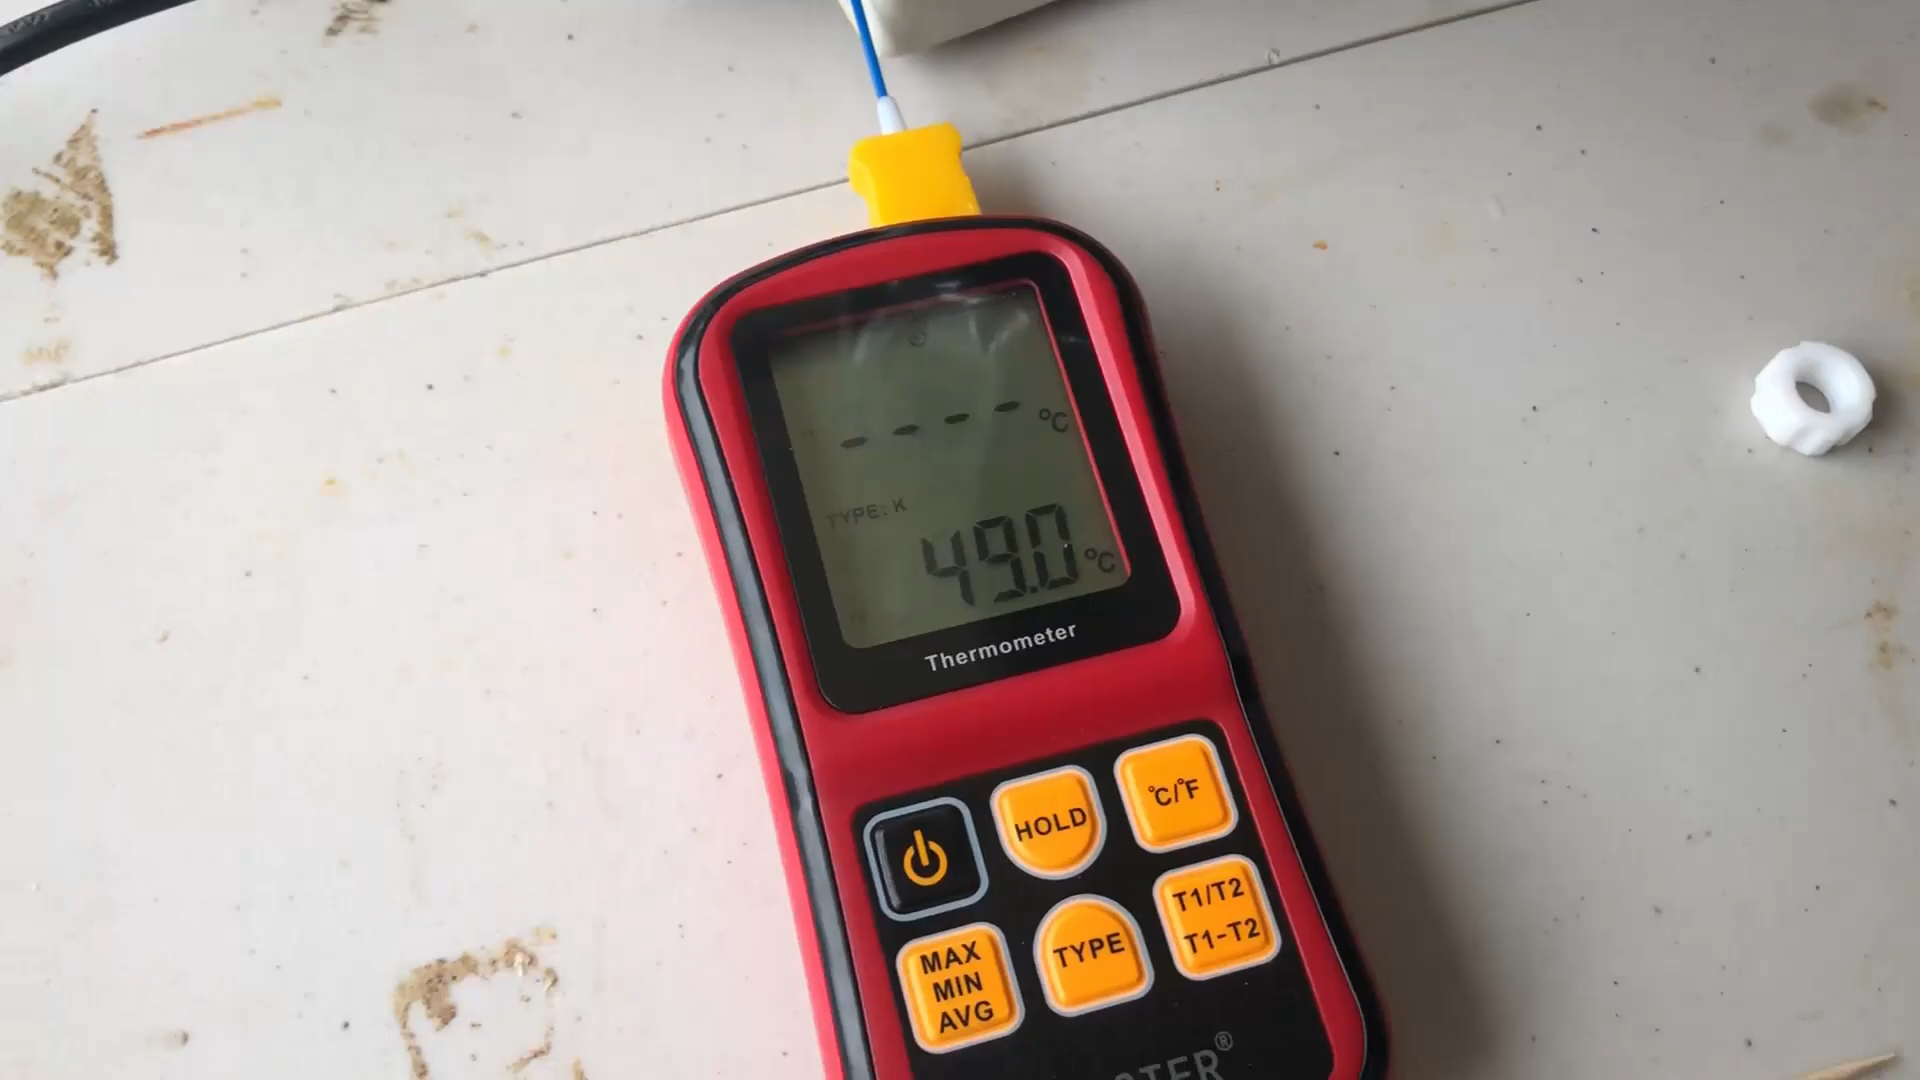 ---- °C
TYPE: K
49.0 °C
Thermometer
HOLD
°C/°F
MAX
MIN
AVG
TYPE
T1/T2
T1-T2